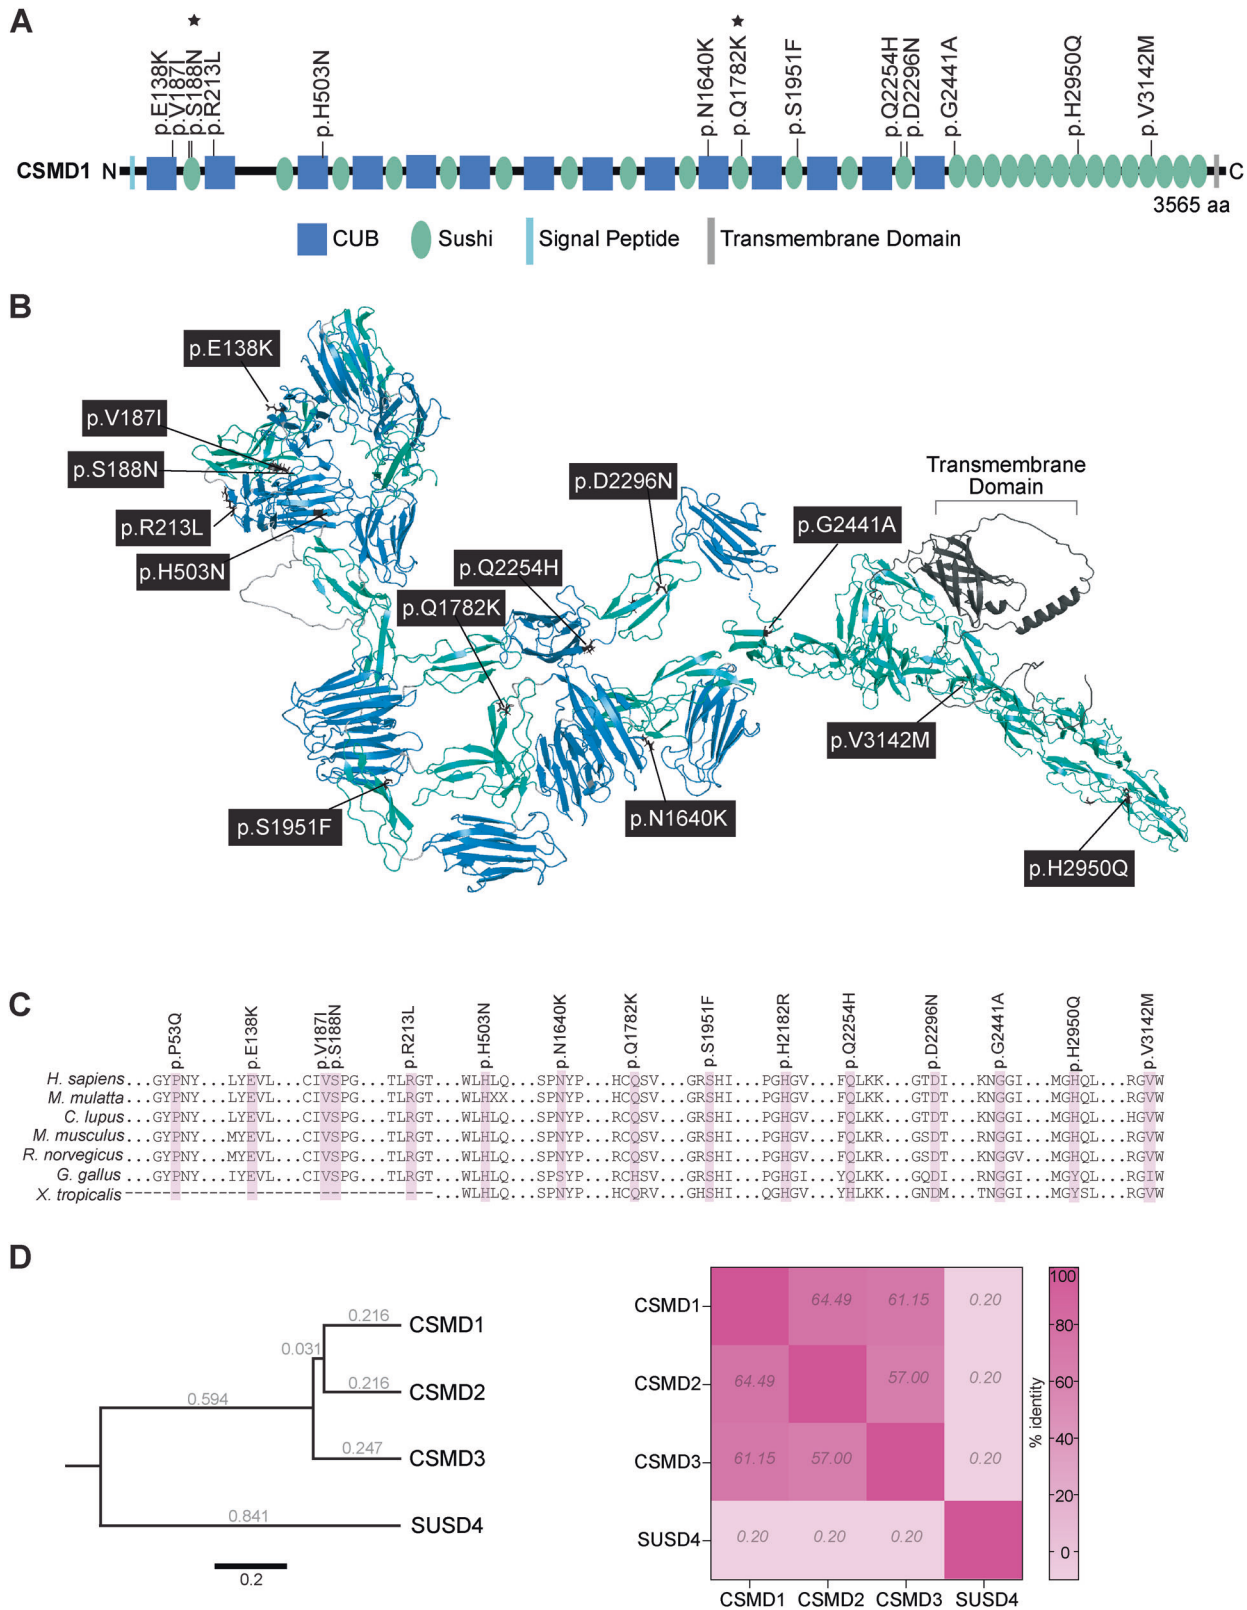 A
p.E138K
p.V187I
p.S188N
p.R213L
p.H503N
p.N1640K
p.Q1782K
p.S1951F
p.Q2254H
p.D2296N
p.G2441A
p.H2950Q
p.V3142M
CSMD1 N C
3565 aa
CUB Sushi Signal Peptide Transmembrane Domain
B
p.E138K
p.V187I
p.S188N
p.R213L
p.H503N
p.D2296N
p.Q2254H
p.Q1782K
p.G2441A
Transmembrane
Domain
p.V3142M
p.S1951F
p.N1640K
p.H2950Q
C
p.P53Q
p.E138K
p.V187I
p.S188N
p.R213L
p.H503N
p.N1640K
p.Q1782K
p.S1951F
p.H2182R
p.Q2254H
p.D2296N
p.G2441A
p.H2950Q
p.V3142M
H. sapiens...GYPNY...LYEVL...CIVSPG...TLRGT...WLHLQ...SPNYP...HCQSV...GRSHI...PGHGV...FQLKK...GTDI...KNGGI...MGHQL...RGVW
M. mulatta...GYPNY...LYEVL...CIVSPG...TLRGT...WLHXX...SPNYP...HCQSV...GRSHI...PGHGV...FQLKK...GTDT...KNGGI...MGHQL...RGVW
C. lupus...GYPNY...LYEVL...CIVSPG...TLRGT...WLHLQ...SPNYP...RCQSV...GRSHI...PGHGV...FQLKK...GTDT...KNGGI...MGHQL...HGVW
M. musculus...GYPNY...MYEVL...CIVSPG...TLRGT...WLHLQ...SPNYP...RCQSV...GRSHI...PGHGV...FQLKK...GSDT...RNGGV...MGHQL...RGVW
R. norvegicus...GYPNY...MYEVL...CIVSPG...TLRGT...WLHLQ...SPNYP...RCQSV...GRSHI...PGHGV...FQLKR...GSDT...KNGGV...MGHQL...RGVW
G. gallus...GYPNY...IYEVL...CIVSPG...TLRGT...WLHLQ...SPSYP...RCHSV...GRSHI...PGHGI...YQLKK...GQDI...KNGGV...MGHQL...RGIW
X. tropicalis-----------------------------------...WLHLQ...SPNYP...HCQRV...GHSHI...QGHGV...YHLKK...GNDM...TNGGI...MGYSL...RGVW
D
0.216
CSMD1
0.031
0.216
CSMD2
0.594
0.247
CSMD3
0.841
SUSD4
0.2
CSMD1 64.49 61.15 0.20
CSMD2 64.49 57.00 0.20
CSMD3 61.15 57.00 0.20
SUSD4 0.20 0.20 0.20
CSMD1 CSMD2 CSMD3 SUSD4
% identity
100
80
60
40
20
0